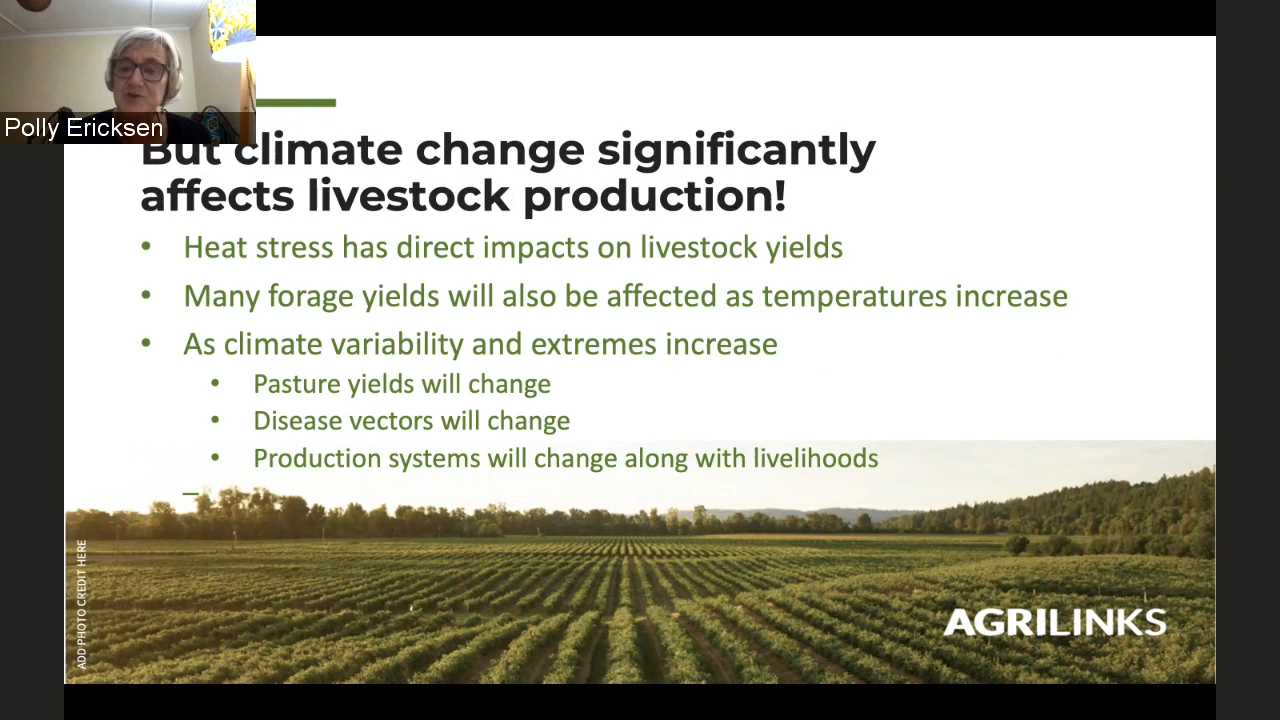 Polly Ericksen
But climate change significantly
affects livestock production!
• Heat stress has direct impacts on livestock yields
• Many forage yields will also be affected as temperatures increase
• As climate variability and extremes increase
• Pasture yields will change
• Disease vectors will change
• Production systems will change along with livelihoods
–
ADD PHOTO CREDIT HERE
AGRILINKS